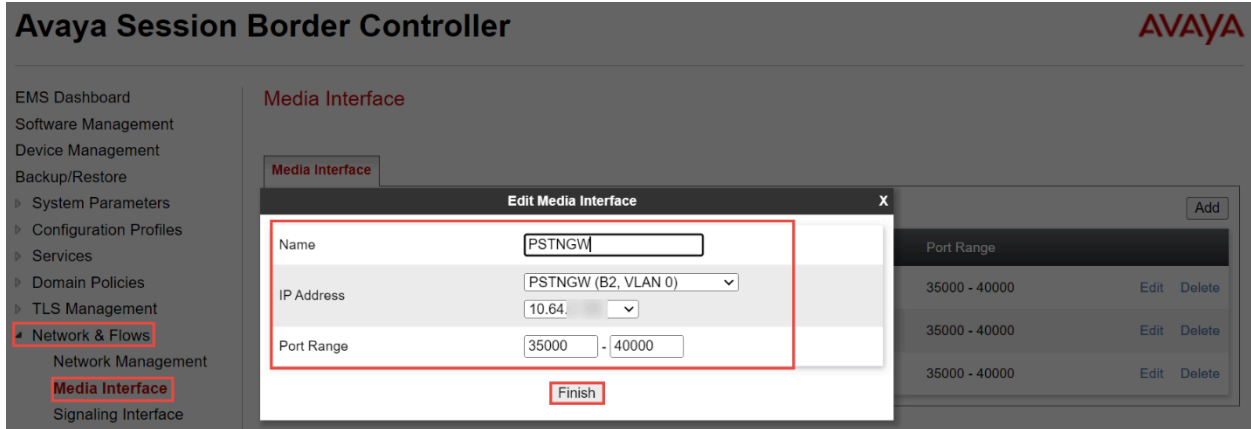 Avaya Session Border Controller
AVAYA
EMS Dashboard
Software Management
Device Management
Backup/Restore
System Parameters
Configuration Profiles
Services
Domain Policies
TLS Management
Network & Flows
Network Management
Media Interface
Signaling Interface
Media Interface
Media Interface
Add
Port Range
35000 - 40000 Edit Delete
35000 - 40000 Edit Delete
35000 - 40000 Edit Delete
Edit Media Interface X
Name PSTNGW
IP Address PSTNGW (B2, VLAN 0)
10.64.
Port Range 35000 - 40000
Finish